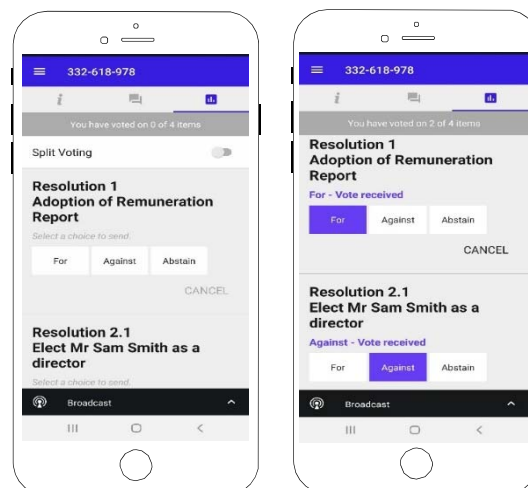 332-618-978
You have voted on 0 of 4 items
Split Voting
Resolution 1
Adoption of Remuneration
Report
Select a choice to send.
For Against Abstain
CANCEL
Resolution 2.1
Elect Mr Sam Smith as a
director
Select a choice to send.
Broadcast
332-618-978
You have voted on 2 of 4 items
Resolution 1
Adoption of Remuneration
Report
For - Vote received
For Against Abstain
CANCEL
Resolution 2.1
Elect Mr Sam Smith as a
director
Against - Vote received
For Against Abstain
Broadcast